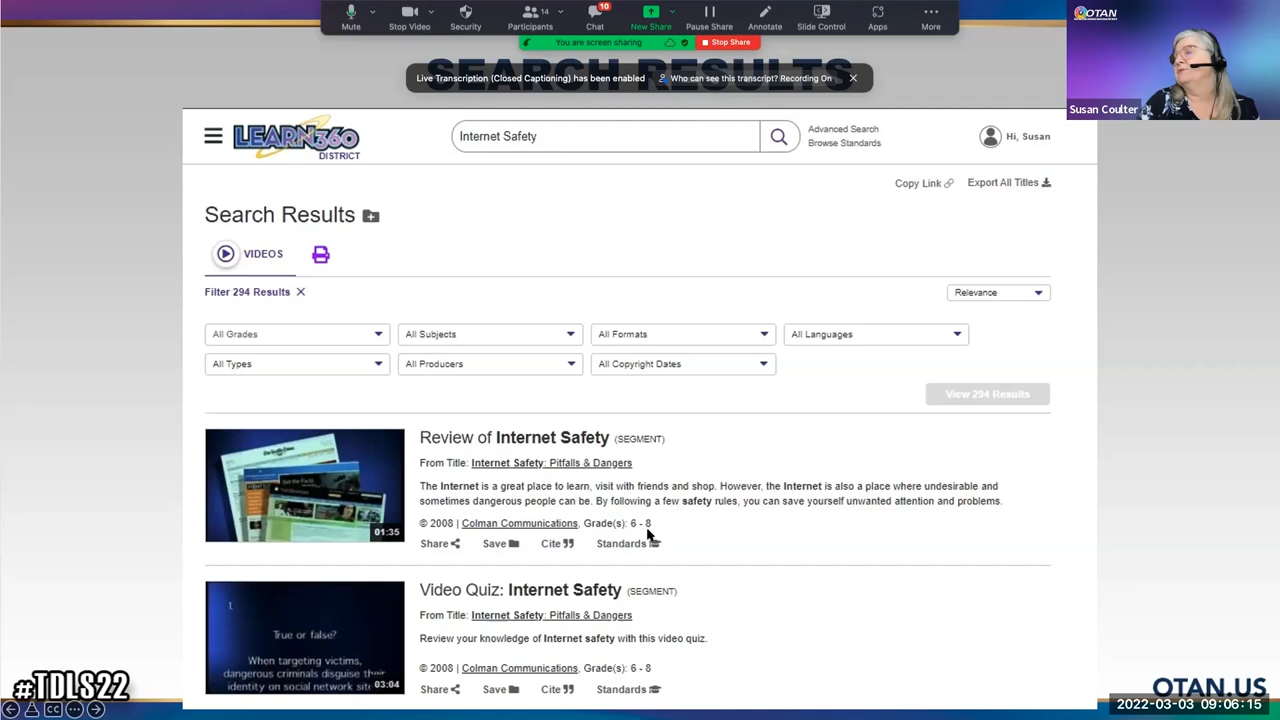 Mute
Stop Video
Security
Participants
14
Chat
10
New Share
Pause Share
Annotate
Slide Control
Apps
More
You are screen sharing
Stop Share
SEARCH RESULTS
Live Transcription (Closed Captioning) has been enabled
Who can see this transcript? Recording On
OTAN
Susan Coulter
LEARN360
DISTRICT
Internet Safety
Advanced Search
Browse Standards
Hi, Susan
Copy Link
Export All Titles
Search Results
VIDEOS
Filter 294 Results
Relevance
All Grades
All Subjects
All Formats
All Languages
All Types
All Producers
All Copyright Dates
View 294 Results
Review of Internet Safety (SEGMENT)
From Title: Internet Safety: Pitfalls & Dangers
The Internet is a great place to learn, visit with friends and shop. However, the Internet is also a place where undesirable and
sometimes dangerous people can be. By following a few safety rules, you can save yourself unwanted attention and problems.
© 2008 | Colman Communications, Grade(s): 6 - 8
01:35
Share Save Cite Standards
Video Quiz: Internet Safety (SEGMENT)
From Title: Internet Safety: Pitfalls & Dangers
Review your knowledge of Internet safety with this video quiz.
© 2008 | Colman Communications, Grade(s): 6 - 8
1.
True or false?
When targeting victims,
dangerous criminals disguise their
identity on social network
03:04
Share Save Cite Standards
#TDLS22
CC
OTAN.US
2022-03-03 09:06:15